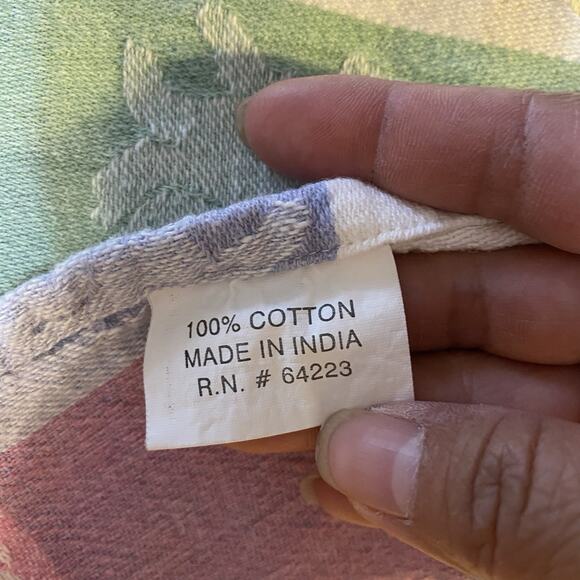 100% COTTON
MADE IN INDIA
R.N. # 64223